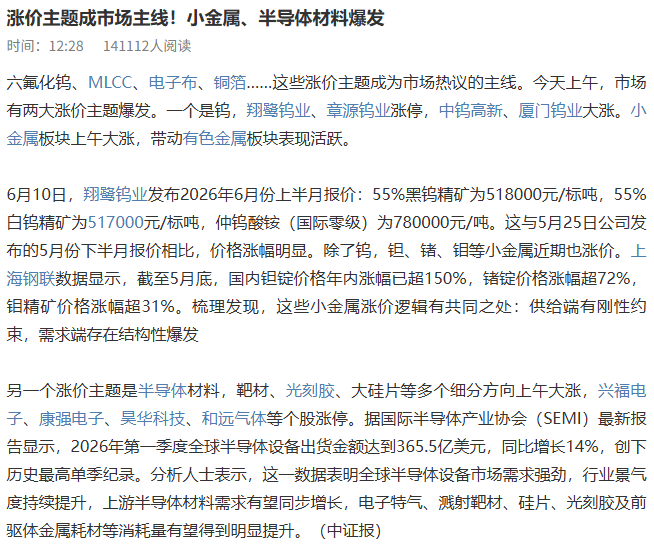 涨价主题成市场主线！小金属、半导体材料爆发
时间：12:28 141112人阅读
六氟化钨、MLCC、电子布、铜箔......这些涨价主题成为市场热议的主线。今天上午，市场
有两大涨价主题爆发。一个是钨，翔鹭钨业、章源钨业涨停，中钨高新、厦门钨业大涨。小
金属板块上午大涨，带动有色金属板块表现活跃。
6月10日，翔鹭钨业发布2026年6月份上半月报价：55%黑钨精矿为518000元/标吨，55%
白钨精矿为517000元/标吨，仲钨酸铵（国际零级）为780000元/吨。这与5月25日公司发
布的5月份下半月报价相比，价格涨幅明显。除了钨，钽、锗、钼等小金属近期也涨价。上
海钢联数据显示，截至5月底，国内钽锭价格年内涨幅已超150%，锗锭价格涨幅超72%，
钼精矿价格涨幅超31%。梳理发现，这些小金属涨价逻辑有共同之处：供给端有刚性约
束，需求端存在结构性爆发
另一个涨价主题是半导体材料，靶材、光刻胶、大硅片等多个细分方向上午大涨，兴福电
子、康强电子、昊华科技、和远气体等个股涨停。据国际半导体产业协会（SEMI）最新报
告显示，2026年第一季度全球半导体设备出货金额达到365.5亿美元，同比增长14%，创下
历史最高单季纪录。分析人士表示，这一数据表明全球半导体设备市场需求强劲，行业景气
度持续提升，上游半导体材料需求有望同步增长，电子特气、溅射靶材、硅片、光刻胶及前
驱体金属耗材等消耗量有望得到明显提升。（中证报）